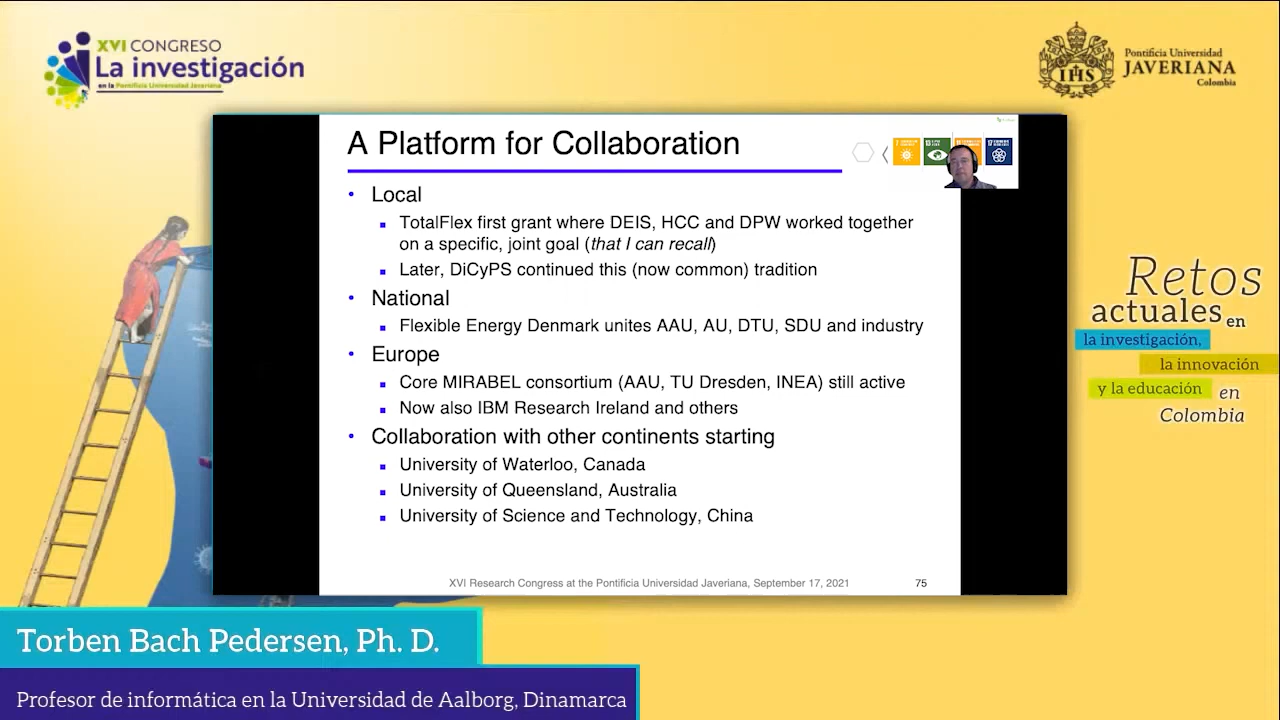 XVI CONGRESO
La investigación
en la Pontificia Universidad Javeriana
Pontificia Universidad
JAVERIANA
Colombia
IHS
A Platform for Collaboration
• Local
▪ TotalFlex first grant where DEIS, HCC and DPW worked together
on a specific, joint goal (that I can recall)
▪ Later, DiCyPS continued this (now common) tradition
• National
▪ Flexible Energy Denmark unites AAU, AU, DTU, SDU and industry
• Europe
▪ Core MIRABEL consortium (AAU, TU Dresden, INEA) still active
▪ Now also IBM Research Ireland and others
• Collaboration with other continents starting
▪ University of Waterloo, Canada
▪ University of Queensland, Australia
▪ University of Science and Technology, China
XVI Research Congress at the Pontificia Universidad Javeriana, September 17, 2021
75
Retos
actuales en
la investigación,
la innovación
y la educación en
Colombia
Torben Bach Pedersen, Ph. D.
Profesor de informática en la Universidad de Aalborg, Dinamarca